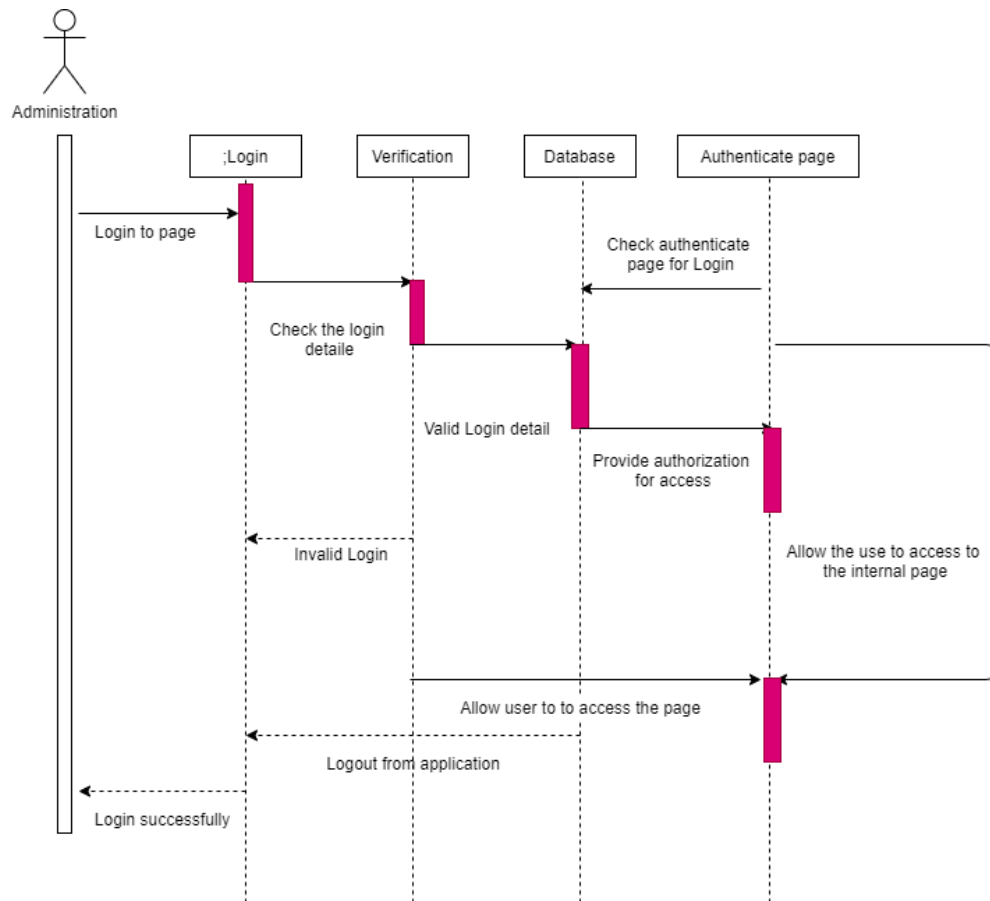 Administration
;Login
Verification
Database
Authenticate page
Login to page
Check authenticate
page for Login
Check the login
detaile
Valid Login detail
Provide authorization
for access
Invalid Login
Allow the use to access to
the internal page
Allow user to to access the page
Logout from application
Login successfully